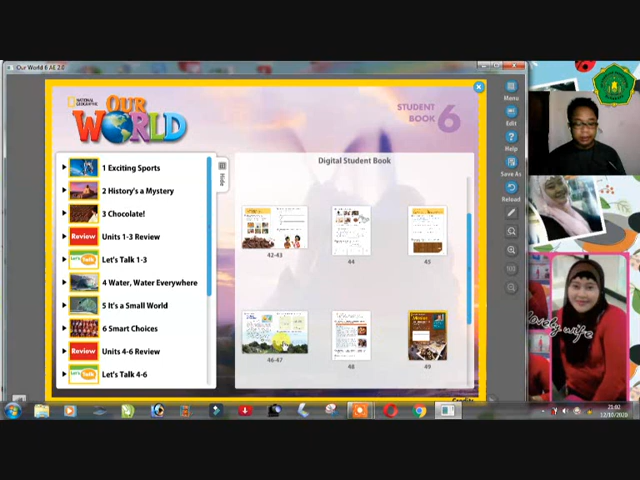 Our World 6 AE 2.0
NATIONAL GEOGRAPHIC
OUR
WORLD
STUDENT
BOOK 6
Digital Student Book
Hide
1 Exciting Sports
2 History's a Mystery
3 Chocolate!
Review Units 1-3 Review
Let's Talk Let's Talk 1-3
4 Water, Water Everywhere
5 It's a Small World
6 Smart Choices
Review Units 4-6 Review
Let's Talk Let's Talk 4-6
42-43
44
45
46-47
48
49
Credits
Menu
Edit
Help
Save As
Reload
lovely wife
21:02
12/10/2020